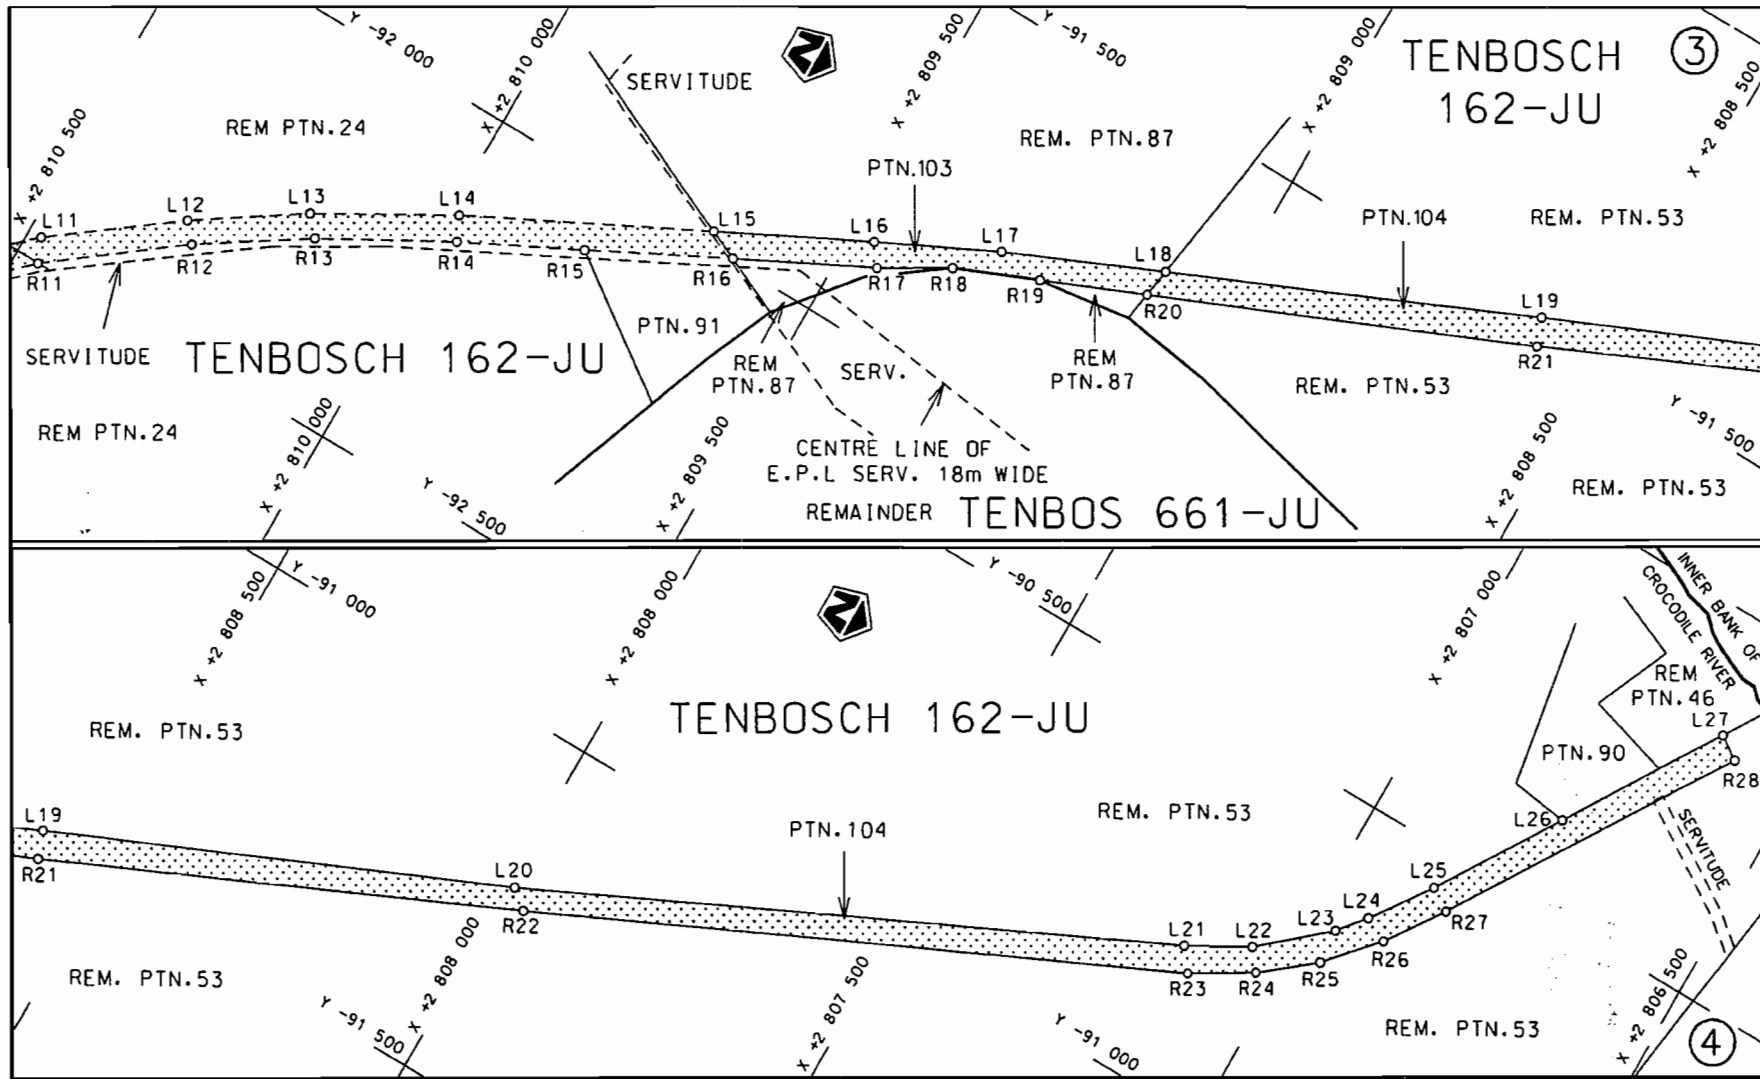 Y -92 000
X +2 810 000
X +2 809 500
Y -91 500
X +2 809 000
TENBOSCH
162-JU
3
X +2 808 500
X +2 810 500
REM PTN.24
SERVITUDE
N
REM. PTN.87
PTN.103
PTN.104
REM. PTN.53
L11
L12
L13
L14
L15
L16
L17
L18
L19
R11
R12
R13
R14
R15
R16
R17
R18
R19
R20
R21
PTN.91
SERVITUDE
TENBOSCH 162-JU
REM
PTN.87
SERV.
REM
PTN.87
REM. PTN.53
REM PTN.24
X +2 810 000
Y -92 500
X +2 809 500
CENTRE LINE OF
E.P.L SERV. 18m WIDE
REMAINDER
TENBOS 661-JU
X +2 808 500
Y -91 500
REM. PTN.53
X +2 808 500
Y -91 000
X +2 808 000
N
Y -90 500
X +2 807 000
INNER BANK OF
CROCODILE RIVER
REM
PTN.46
REM. PTN.53
TENBOSCH 162-JU
PTN.90
L27
R28
L19
R21
PTN.104
REM. PTN.53
L26
SERVITUDE
L20
R22
L25
L24
L23
L22
L21
R27
R26
R25
R24
R23
REM. PTN.53
Y -91 500
X +2 808 000
X +2 807 500
Y -91 000
REM. PTN.53
X +2 806 500
4